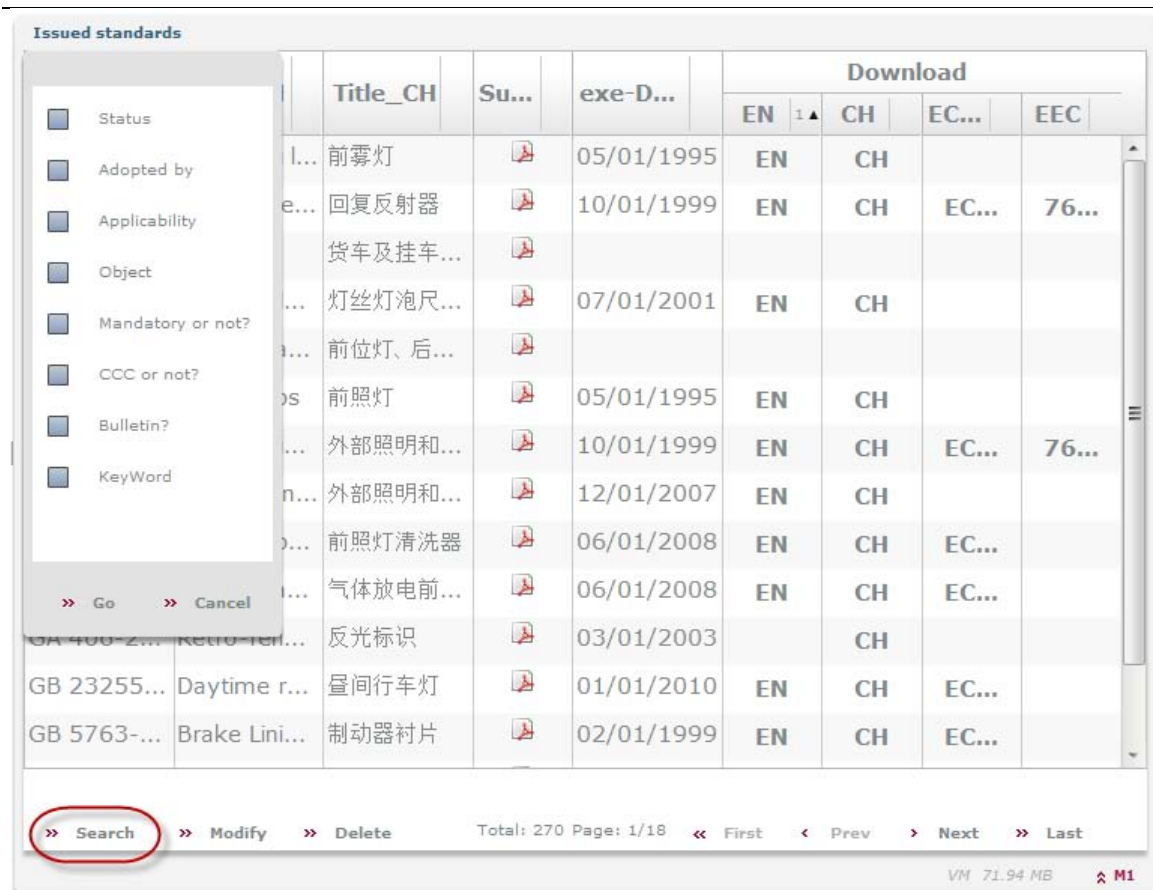 Issued standards
Title_CH Su... exe-D... Download
EN 1▲ CH EC... EEC
Status
Adopted by
Applicability
Object
Mandatory or not?
CCC or not?
Bulletin?
KeyWord
» Go » Cancel
l... 前雾灯 05/01/1995 EN CH
e... 回复反射器 10/01/1999 EN CH EC... 76...
货车及挂车...
... 灯丝灯泡尺... 07/01/2001 EN CH
... 前位灯、后...
os 前照灯 05/01/1995 EN CH
... 外部照明和... 10/01/1999 EN CH EC... 76...
n... 外部照明和... 12/01/2007 EN CH
... 前照灯清洗器 06/01/2008 EN CH EC...
... 气体放电前... 06/01/2008 EN CH EC...
GA 406-2... Retro-ren... 反光标识 03/01/2003 CH
GB 23255... Daytime r... 昼间行车灯 01/01/2010 EN CH EC...
GB 5763-... Brake Lini... 制动器衬片 02/01/1999 EN CH EC...
» Search » Modify » Delete Total: 270 Page: 1/18 « First ‹ Prev › Next » Last
VM 71.94 MB M1